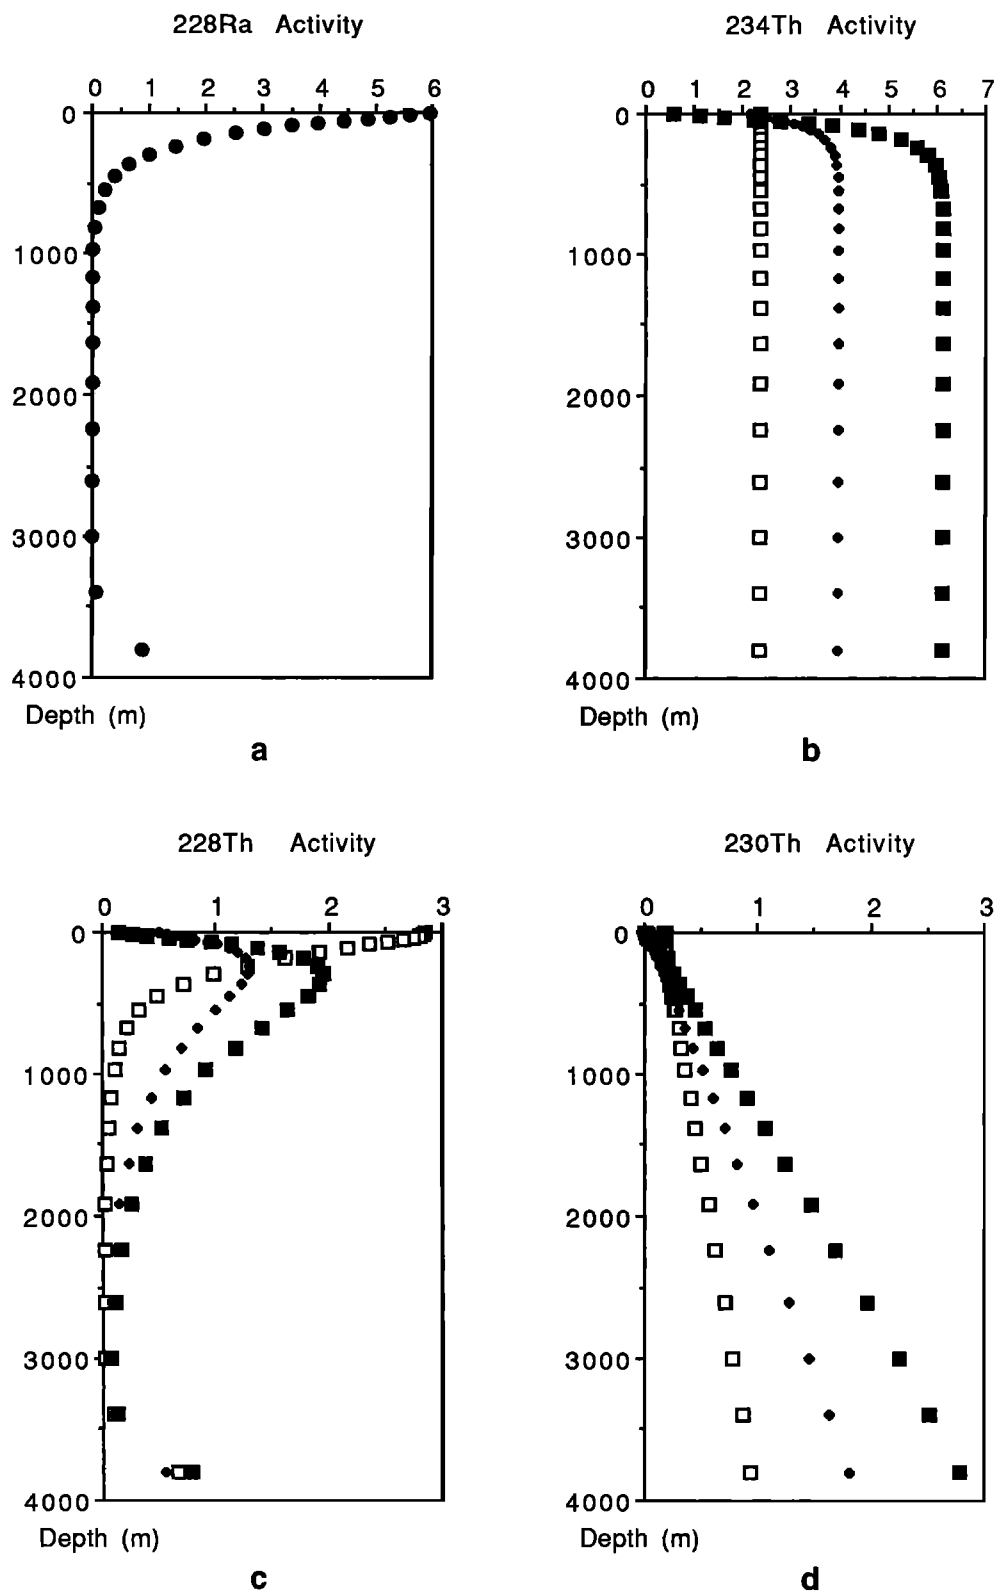 228Ra Activity
0 1 2 3 4 5 6
0
1000
2000
3000
4000
Depth (m)
a
234Th Activity
0 1 2 3 4 5 6 7
0
1000
2000
3000
4000
Depth (m)
b
228Th Activity
0 1 2 3
0
1000
2000
3000
4000
Depth (m)
c
230Th Activity
0 1 2 3
0
1000
2000
3000
4000
Depth (m)
d